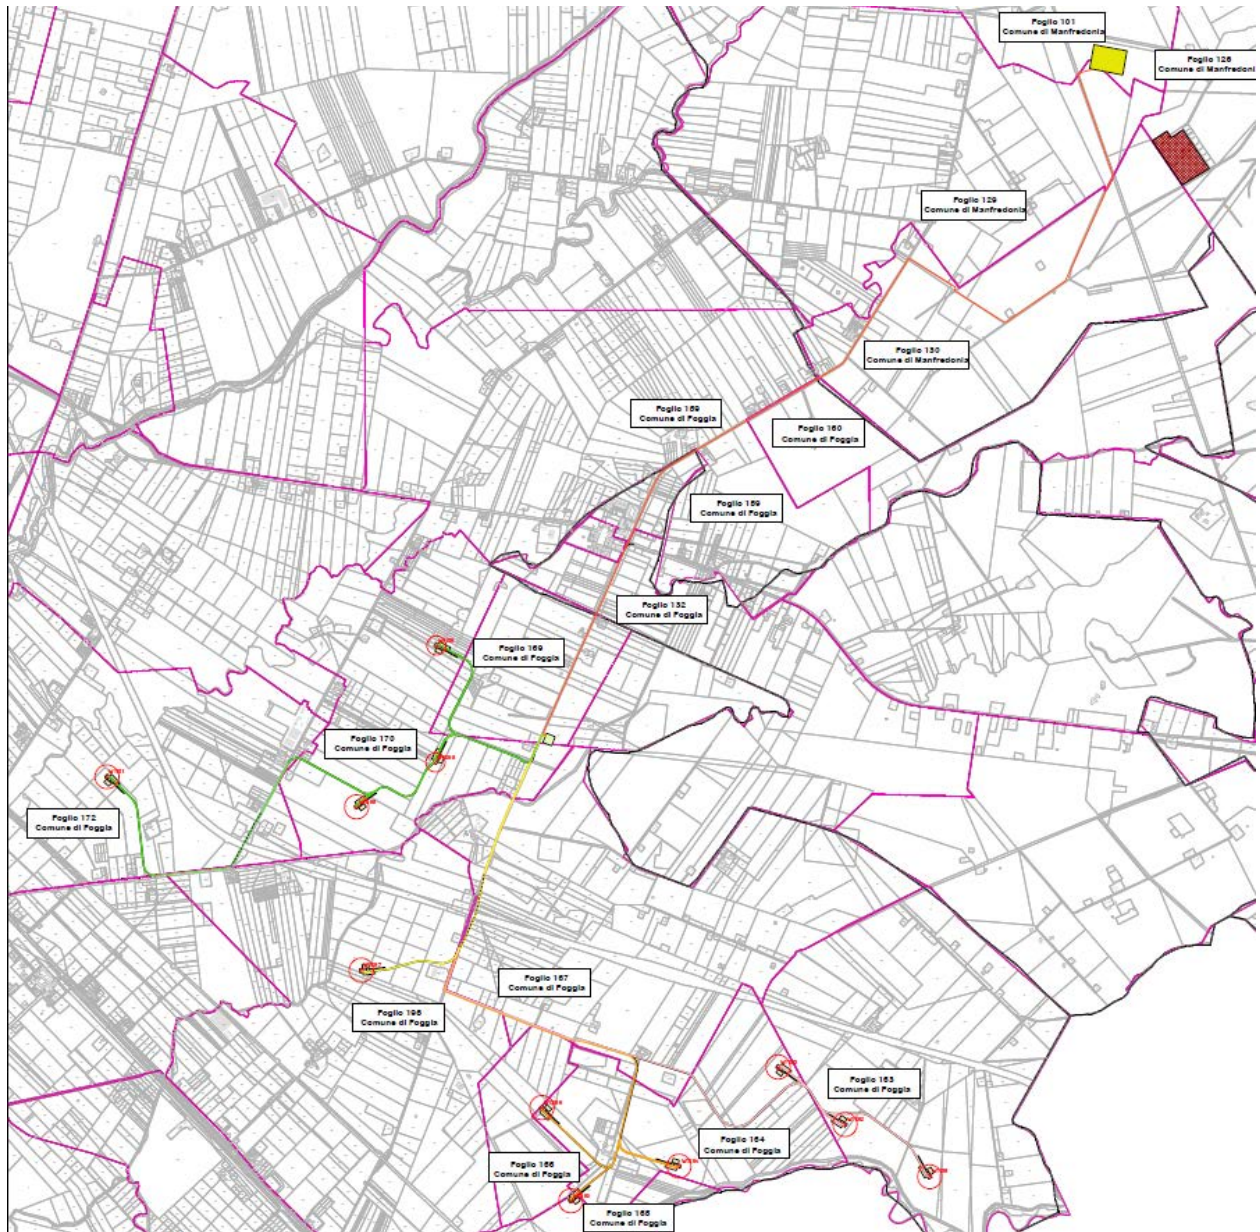 Foglio 101
Comune di Manfredonia
Foglio 128
Comune di Manfredoni
Foglio 129
Comune di Manfredonia
Foglio 130
Comune di Manfredonia
Foglio 159
Comune di Foggia
Foglio 160
Comune di Foggia
Foglio 159
Comune di Foggia
Foglio 132
Comune di Foggia
Foglio 169
Comune di Foggia
Foglio 170
Comune di Foggia
Foglio 172
Comune di Foggia
Foglio 167
Comune di Foggia
Foglio 195
Comune di Foggia
Foglio 163
Comune di Foggia
Foglio 164
Comune di Foggia
Foglio 166
Comune di Foggia
Foglio 165
Comune di Foggia